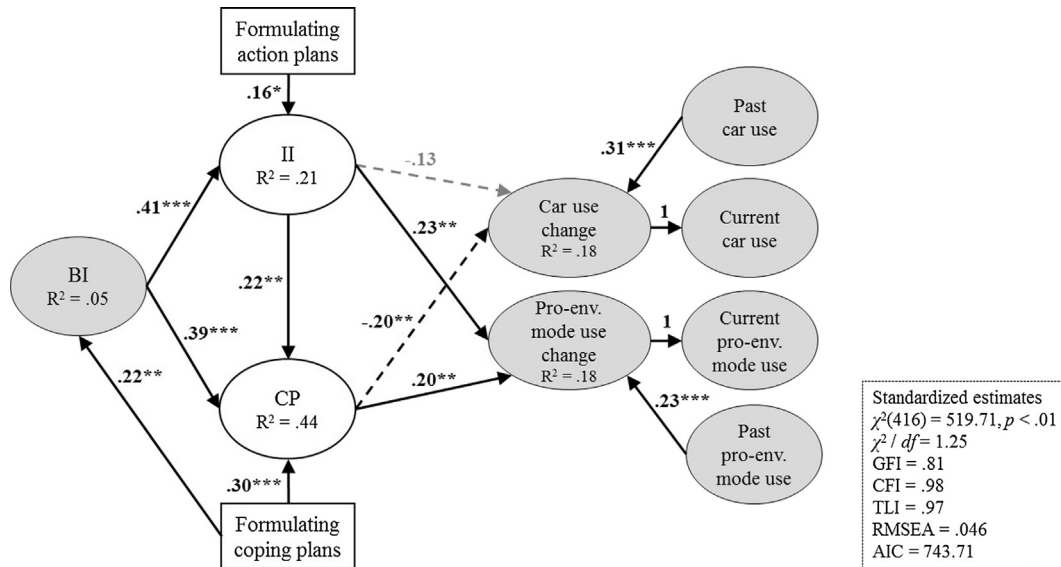 Formulating
action plans
.16*
II
R² = .21
-.13
.31***
Past
car use
Car use
change
R² = .18
1
Current
car use
.41***
.23**
BI
R² = .05
.22**
-.20**
.39***
Pro-env.
mode use
change
R² = .18
1
Current
pro-env.
mode use
.22**
CP
R² = .44
.20**
.23***
Past
pro-env.
mode use
.30***
Formulating
coping plans
Standardized estimates
χ²(416) = 519.71, p < .01
χ² / df = 1.25
GFI = .81
CFI = .98
TLI = .97
RMSEA = .046
AIC = 743.71